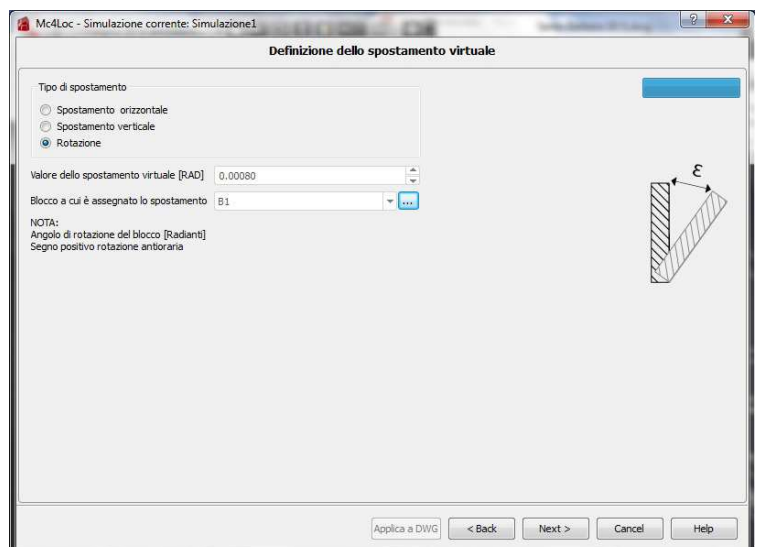 Mc4Loc - Simulazione corrente: Simulazione1
Definizione dello spostamento virtuale
Tipo di spostamento
Spostamento orizzontale
Spostamento verticale
Rotazione
Valore dello spostamento virtuale [RAD] 0.00080
Blocco a cui è assegnato lo spostamento B1 ...
NOTA:
Angolo di rotazione del blocco [Radianti]
Segno positivo rotazione antioraria
ε
Applica a DWG < Back Next > Cancel Help